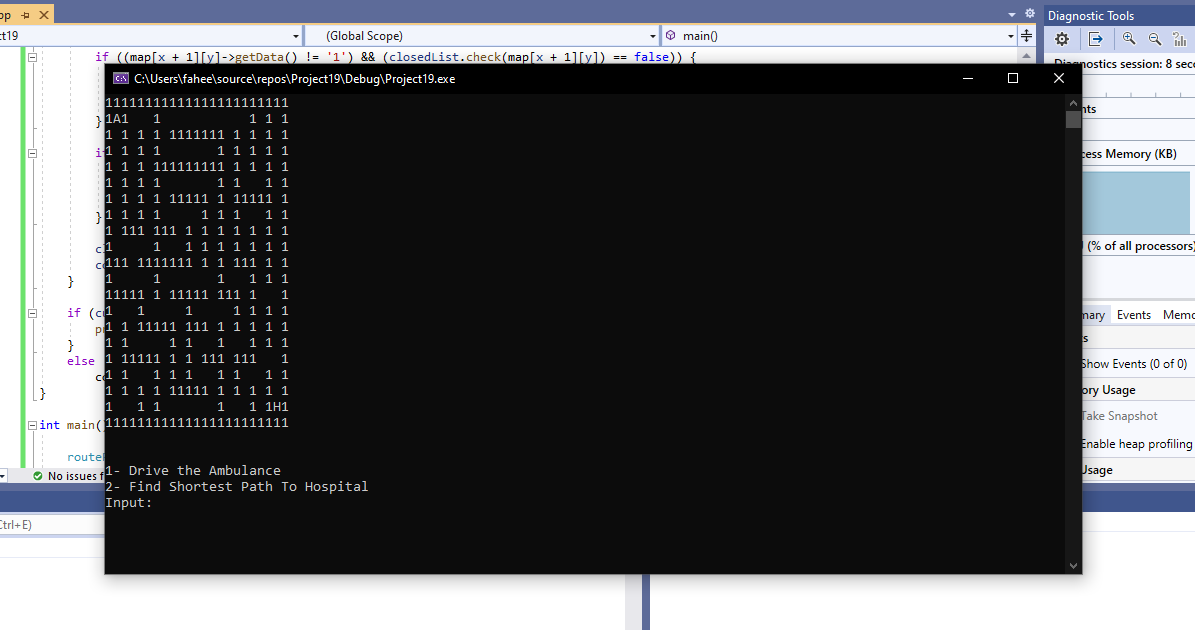 pp
Diagnostic Tools
ct19
(Global Scope)
main()
if ((map[x + 1][y]->getData() != '1') && (closedList.check(map[x + 1][y]) == false)) {
Diagnostics session: 8 sec
C:\Users\fahee\source\repos\Project19\Debug\Project19.exe
11111111111111111111111
1A1   1           1 1 1
1 1 1 1 1111111 1 1 1 1
1 1 1 1       1 1 1 1 1
1 1 1 111111111 1 1 1 1
1 1 1 1       1 1   1 1
1 1 1 1 11111 1 11111 1
1 1 1 1     1 1 1   1 1
1 111 111 1 1 1 1 1 1 1
1     1   1 1 1 1 1 1 1
111 1111111 1 1 111 1 1
1     1       1   1 1 1
11111 1 11111 111 1   1
1   1     1     1 1 1 1
1 1 11111 111 1 1 1 1 1
1 1     1 1   1   1 1 1
1 11111 1 1 111 111   1
1 1   1 1 1   1 1   1 1
1 1 1 1 11111 1 1 1 1 1
1   1 1       1   1 1H1
11111111111111111111111
1- Drive the Ambulance
2- Find Shortest Path To Hospital
Input:
}
}
}
if (c
}
else
}
int main(
route
No issues f
Ctrl+E)
nts
cess Memory (KB)
(% of all processors)
mary Events Memo
ts
Show Events (0 of 0)
ory Usage
Take Snapshot
Enable heap profiling
Usage